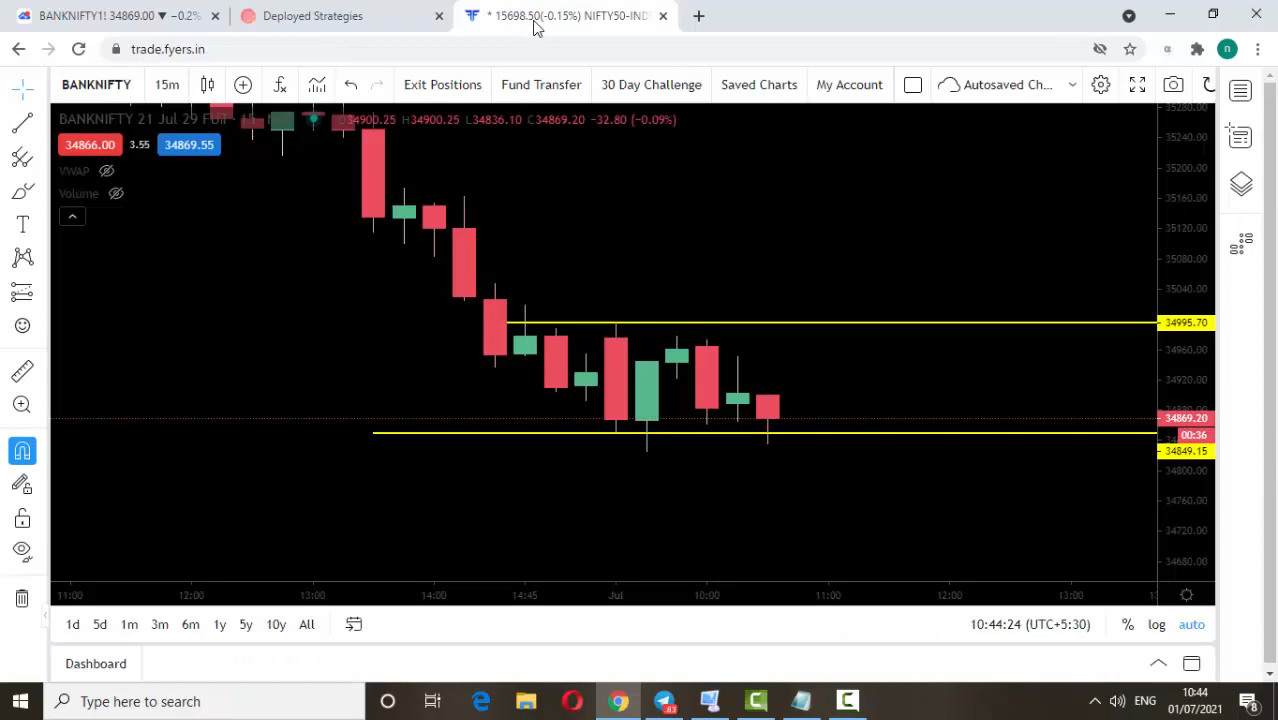 BANKNIFTY1! 34869.00 ▼ −0.2%
Deployed Strategies
* 15698.50(-0.15%) NIFTY50-IND
trade.fyers.in
n
BANKNIFTY 15m Exit Positions Fund Transfer 30 Day Challenge Saved Charts My Account Autosaved Ch...
35280.00
BANKNIFTY 21 Jul 29 FUT O34900.25 H34900.25 L34836.10 C34869.20 −32.80 (−0.09%)
35240.00
34866.00 3.55 34869.55
35200.00
VWAP
35160.00
Volume
35120.00
35080.00
35040.00
34995.70
34960.00
34920.00
34869.20
00:36
34849.15
34800.00
34760.00
34720.00
34680.00
11:00 12:00 13:00 14:00 14:45 Jul 10:00 11:00 12:00 13:00
1d 5d 1m 3m 6m 1y 5y 10y All 10:44:24 (UTC+5:30) % log auto
Dashboard
Type here to search
83
ENG
10:44
01/07/2021
8